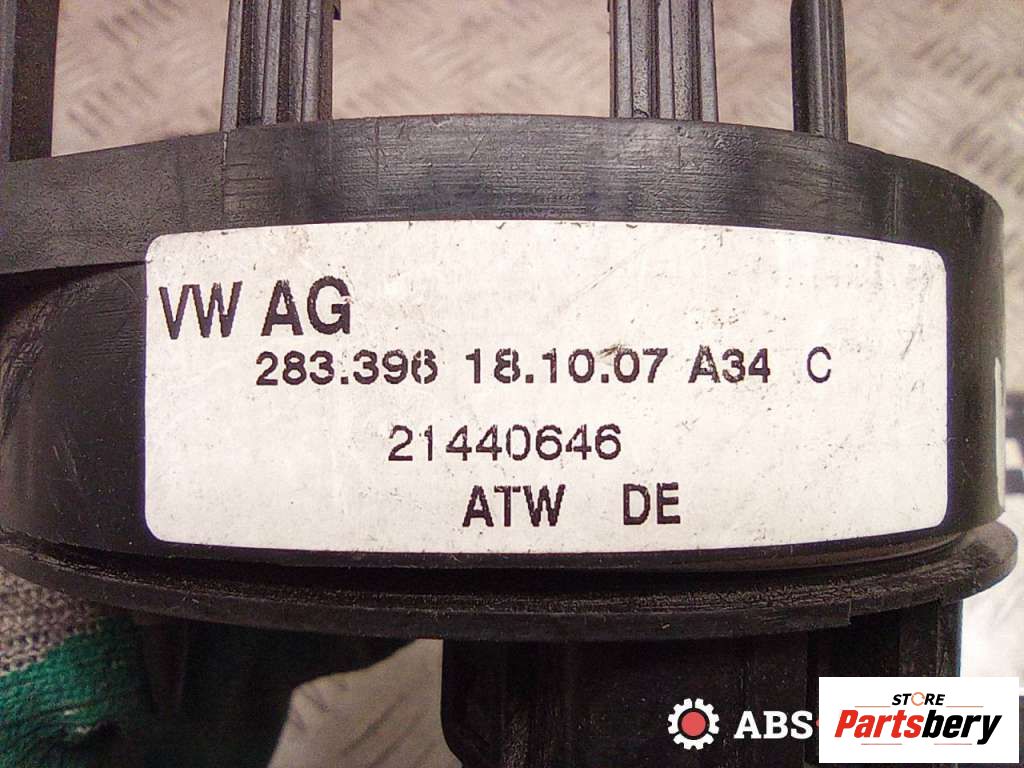 VW AG
283.396 18.10.07 A34 C
21440646
ATW DE
ABS
STORE
Partsbery